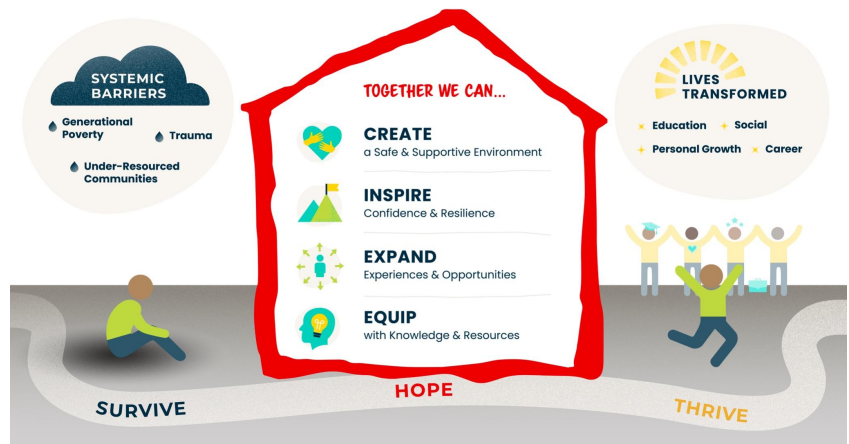 SYSTEMIC
BARRIERS
Generational
Poverty
Trauma
Under-Resourced
Communities
TOGETHER WE CAN...
CREATE
a Safe & Supportive Environment
INSPIRE
Confidence & Resilience
EXPAND
Experiences & Opportunities
EQUIP
with Knowledge & Resources
LIVES
TRANSFORMED
Education
Social
Personal Growth
Career
SURVIVE
HOPE
THRIVE